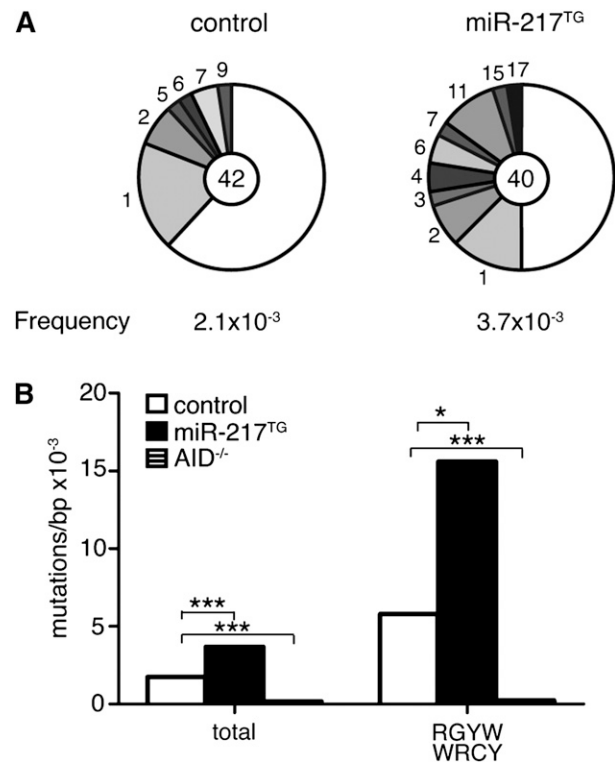 A
control miR-217TG
9
7
6
5
2
1
42
17
15
11
7
6
4
3
2
1
40
Frequency 2.1x10-3 3.7x10-3
B
control
miR-217TG
AID-/-
mutations/bp x10-3
20
15
10
5
0
*
***
***
***
total
RGYW
WRCY